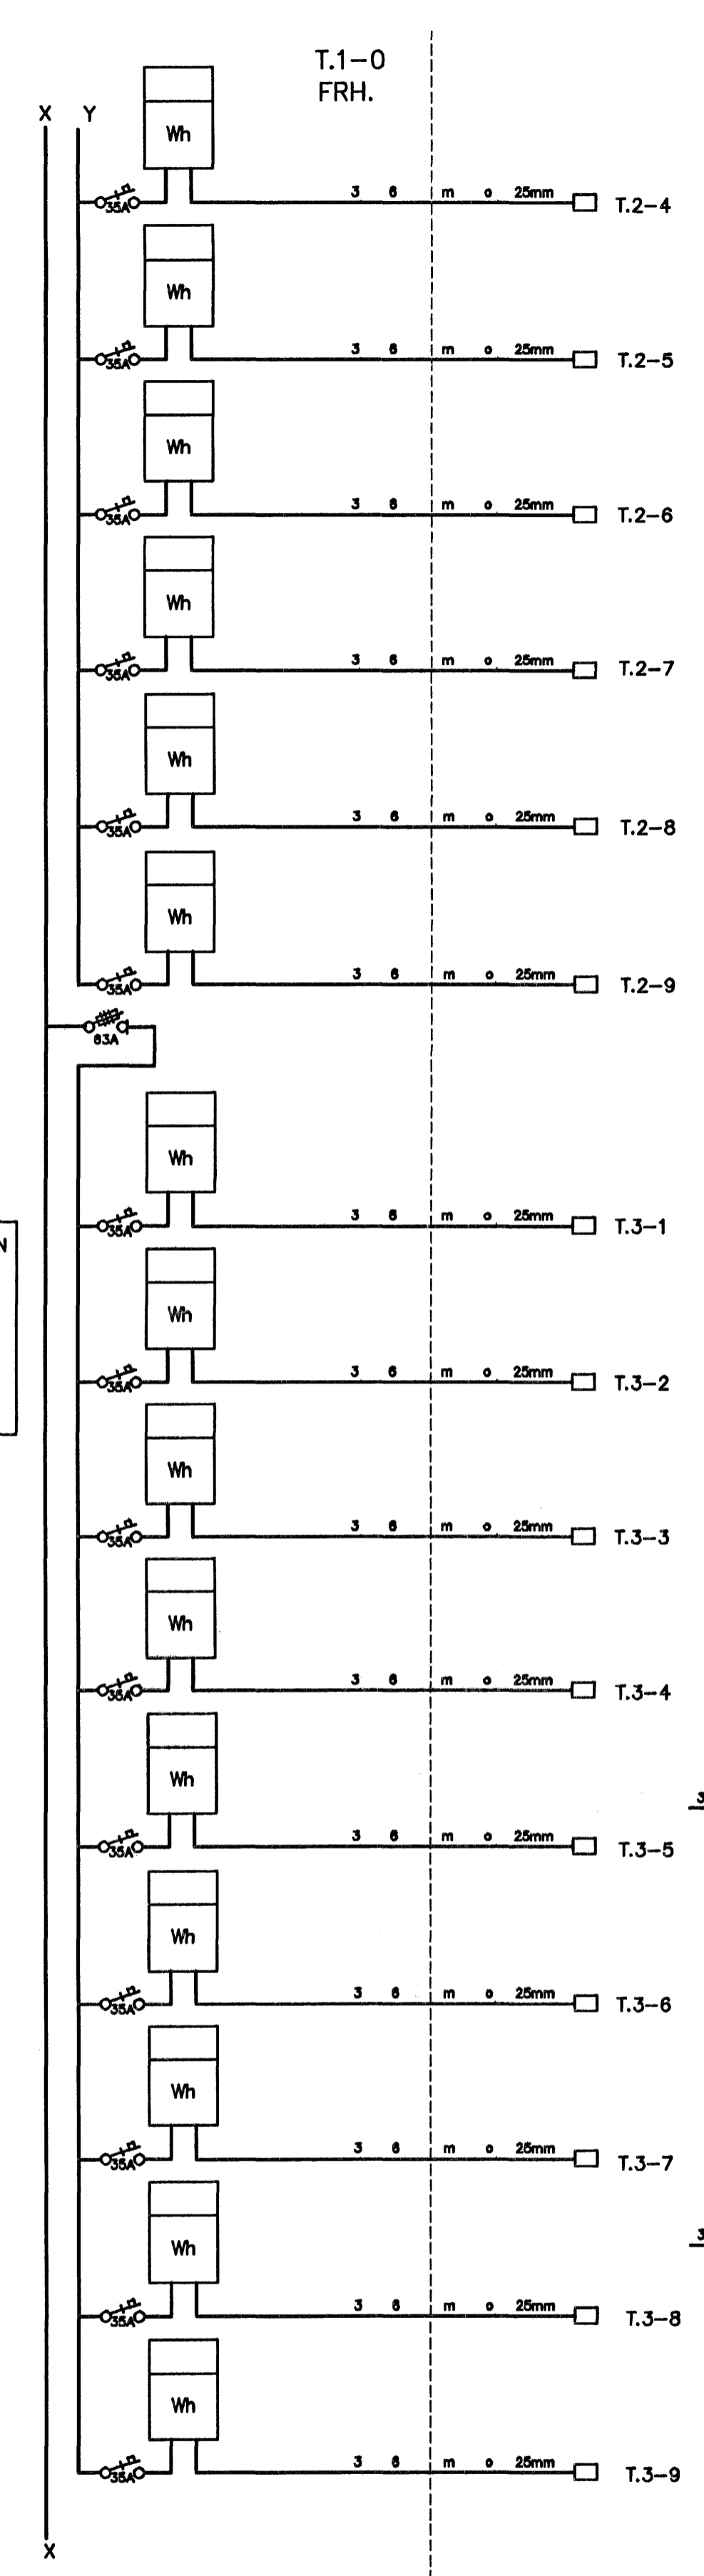 T.1-0
FRH.
X Y
Wh
35A 3 6 m o 25mm T.2-4
Wh
35A 3 6 m o 25mm T.2-5
Wh
35A 3 6 m o 25mm T.2-6
Wh
35A 3 6 m o 25mm T.2-7
Wh
35A 3 6 m o 25mm T.2-8
Wh
35A 3 6 m o 25mm T.2-9
63A
Wh
35A 3 6 m o 25mm T.3-1
N
Wh
35A 3 6 m o 25mm T.3-2
Wh
35A 3 6 m o 25mm T.3-3
Wh
35A 3 6 m o 25mm T.3-4
Wh
3
35A 3 6 m o 25mm T.3-5
Wh
35A 3 6 m o 25mm T.3-6
Wh
35A 3 6 m o 25mm T.3-7
Wh
3
35A 3 6 m o 25mm T.3-8
Wh
35A 3 6 m o 25mm T.3-9
X